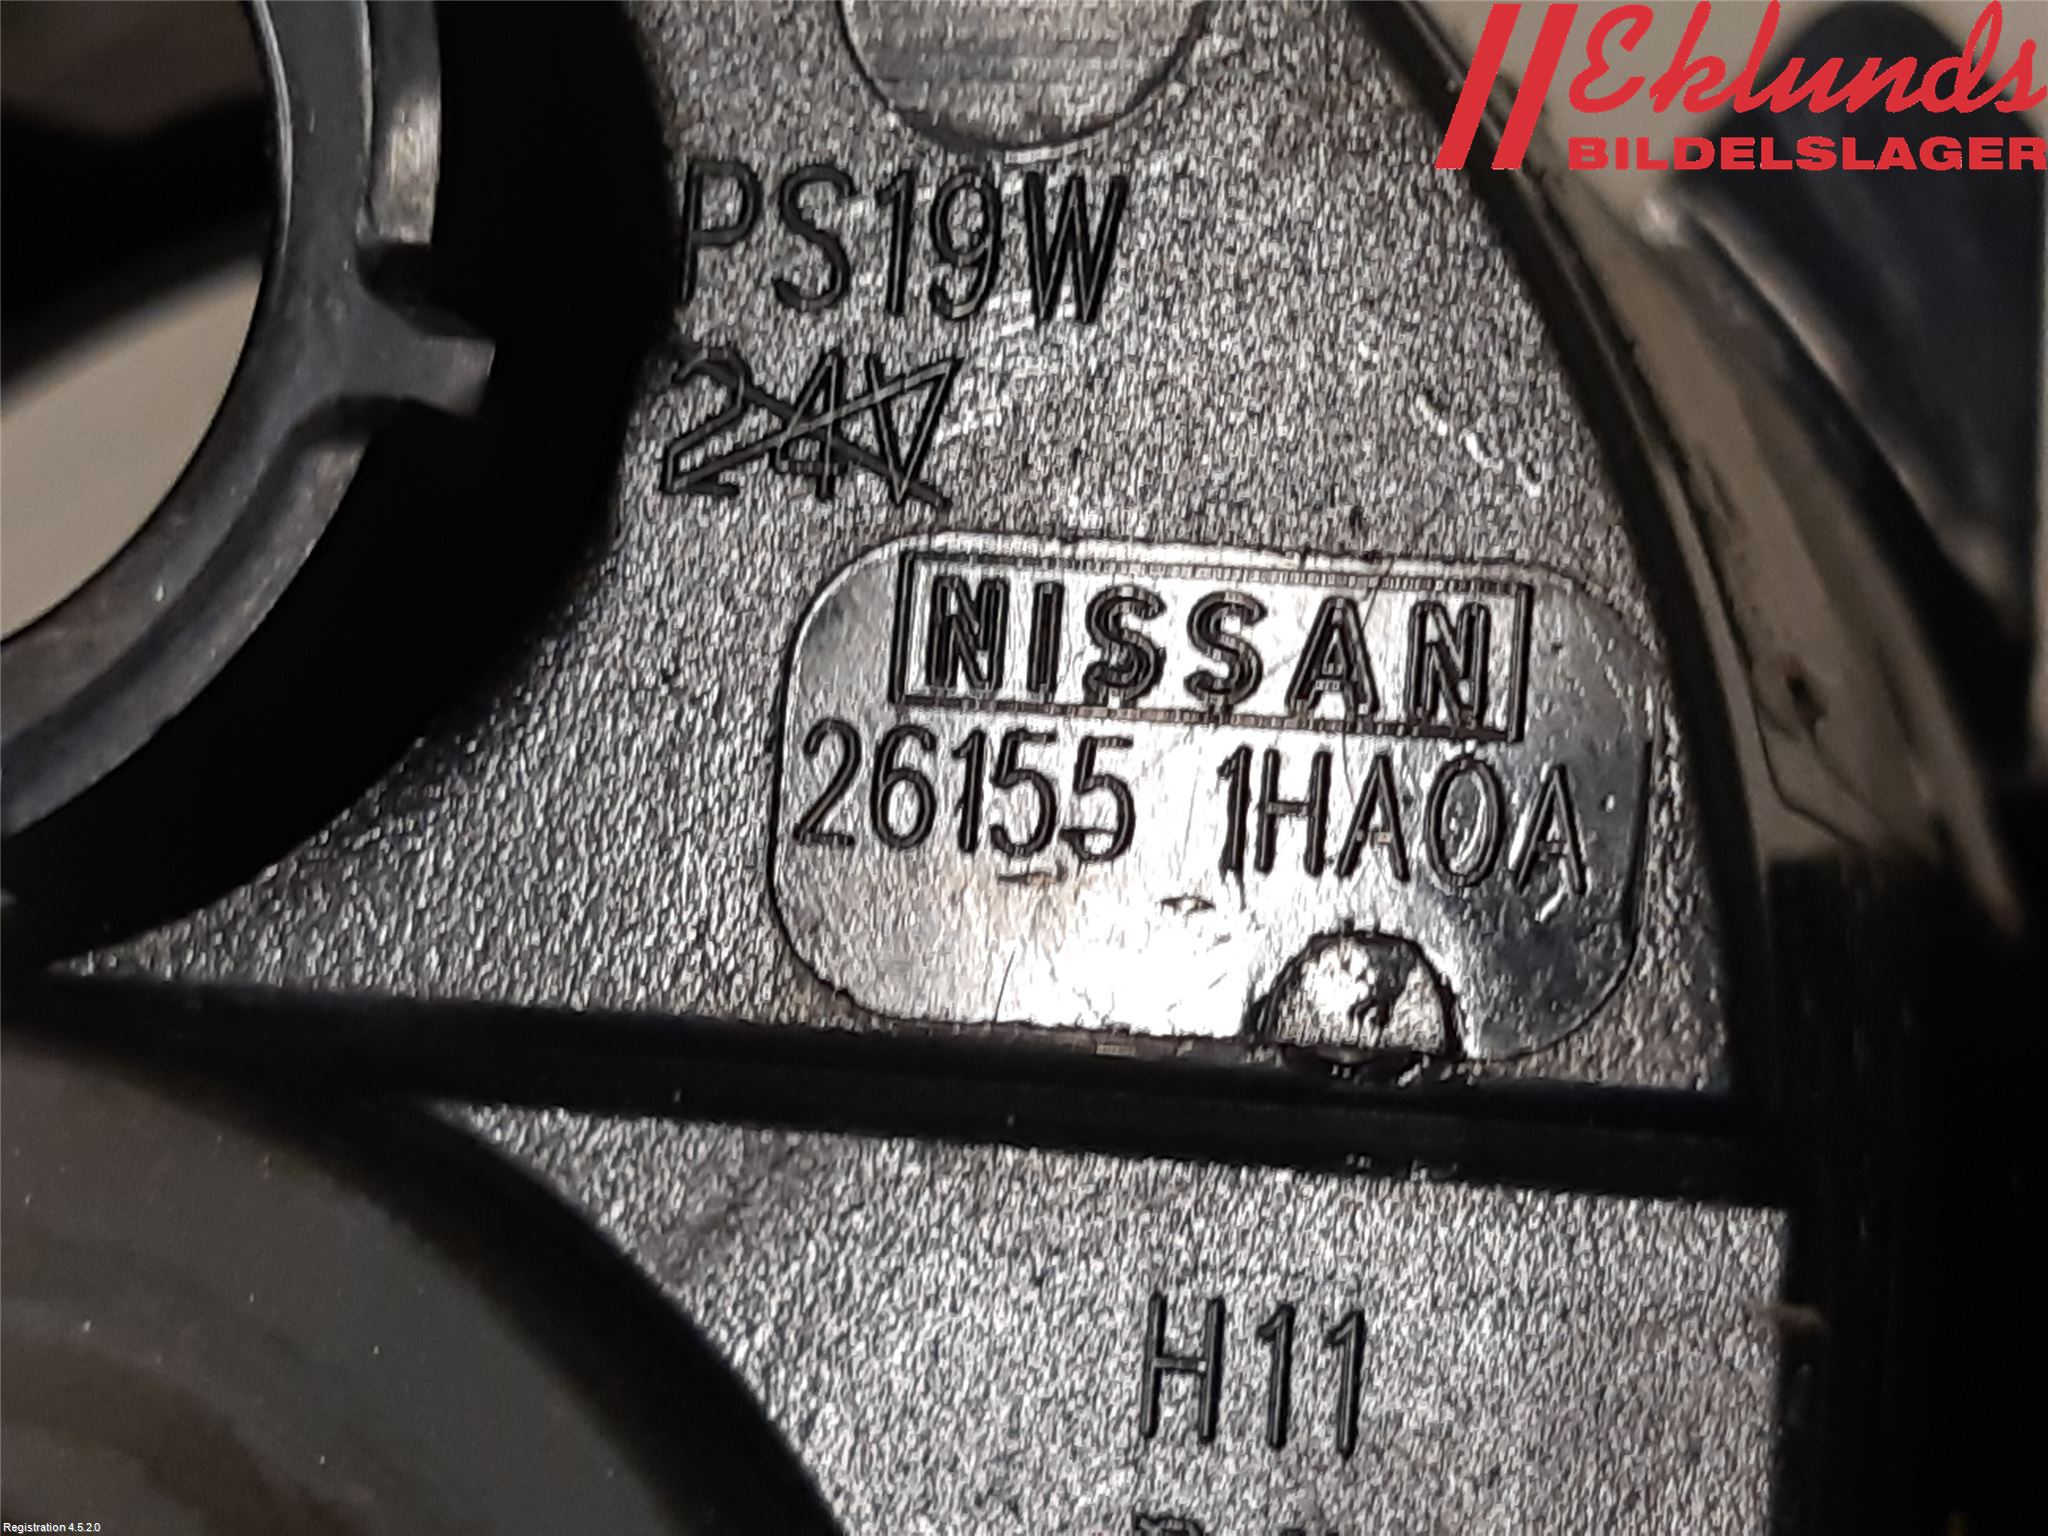 Eklunds
BILDELSLAGER
PS19W
24V
NISSAN
26155 1HA0A
H11
Registration 4.5.2.0